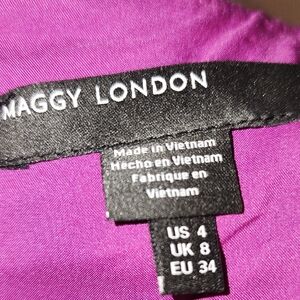 MAGGY LONDON
Made in Vietnam
Hecho en Vietnam
Fabrique en
Vietnam
US 4
UK 8
EU 34